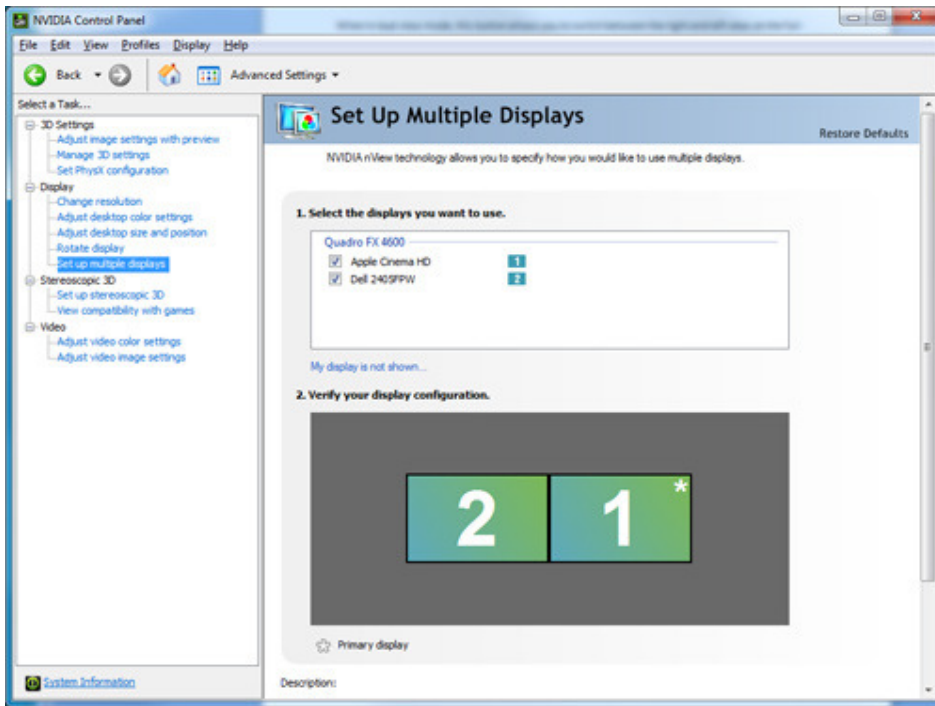 NVIDIA Control Panel
File Edit View Profiles Display Help
Back Advanced Settings
Select a Task...
3D Settings
Adjust image settings with preview
Manage 3D settings
Set PhysX configuration
Display
Change resolution
Adjust desktop color settings
Adjust desktop size and position
Rotate display
Set up multiple displays
Stereoscopic 3D
Set up stereoscopic 3D
View compatibility with games
Video
Adjust video color settings
Adjust video image settings
System Information
Set Up Multiple Displays
Restore Defaults
NVIDIA nView technology allows you to specify how you would like to use multiple displays.
1. Select the displays you want to use.
Quadro FX 4600
Apple Cinema HD 1
Dell 2405FPW 2
My display is not shown...
2. Verify your display configuration.
2 1 *
Primary display
Description: